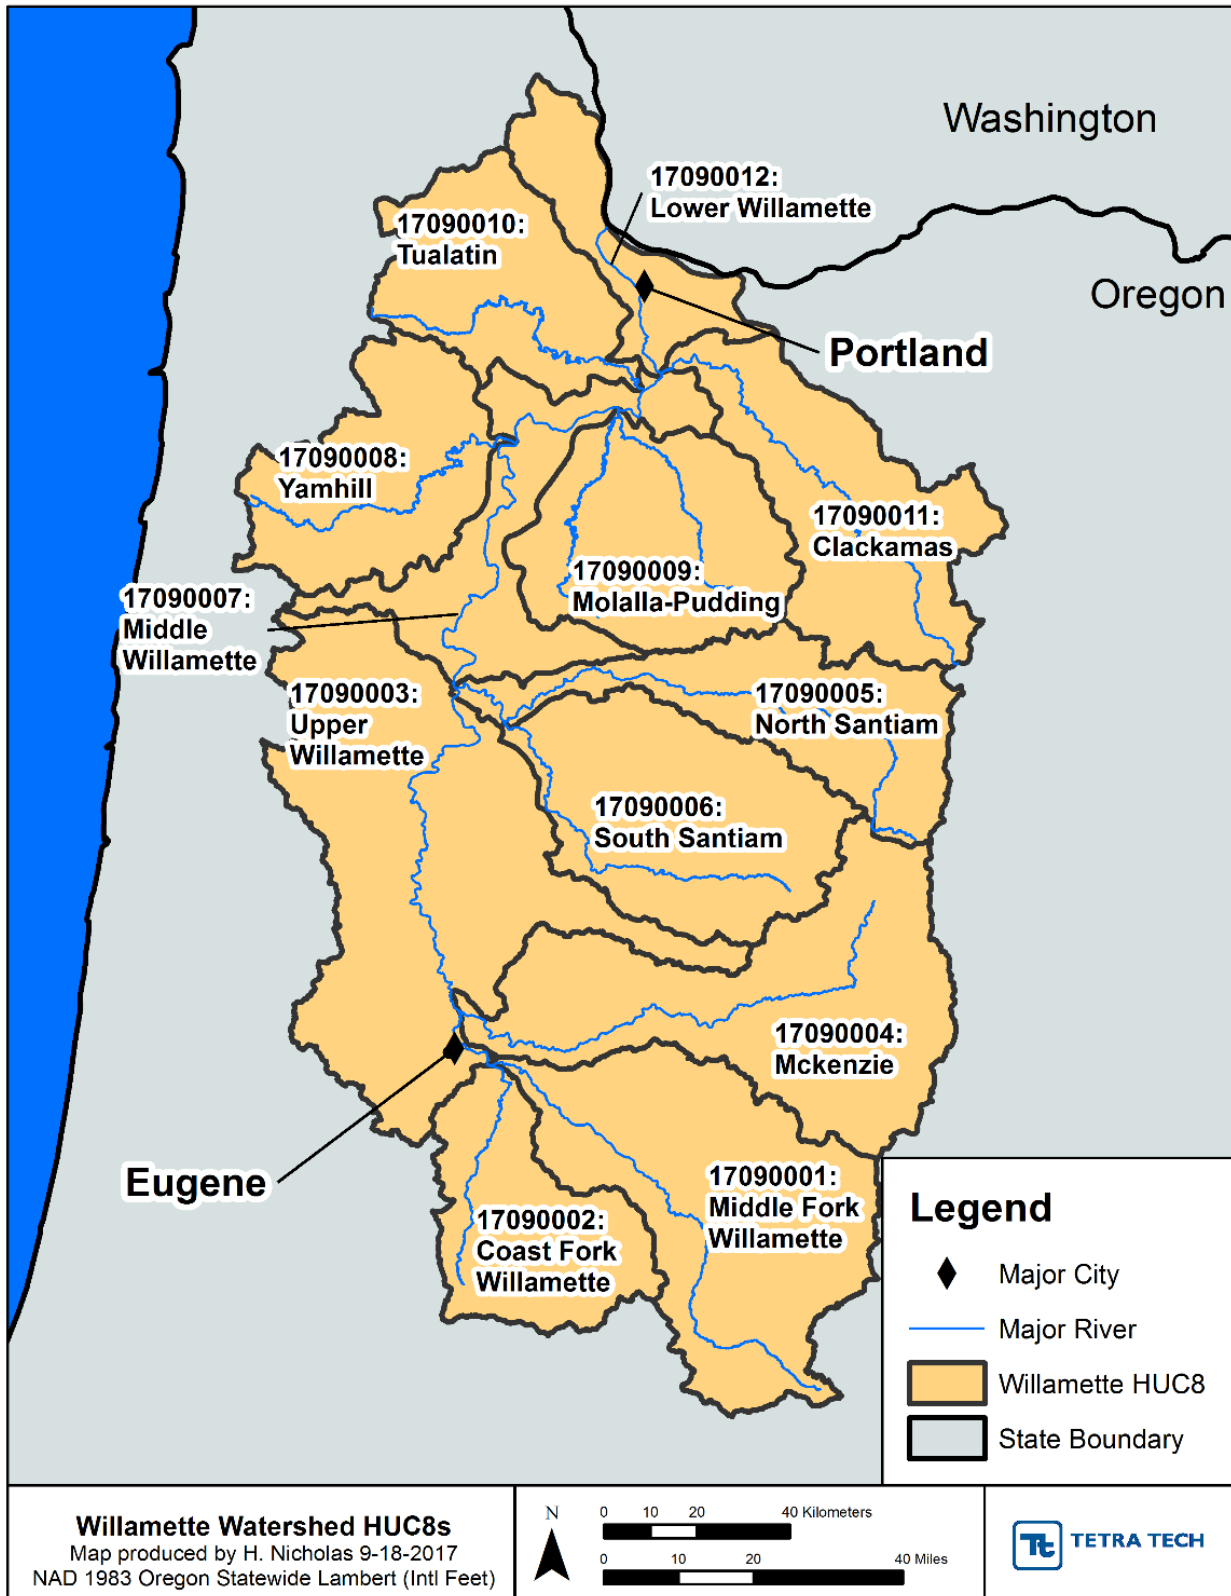 Washington
17090012:
Lower Willamette
17090010:
Tualatin
Oregon
Portland
17090008:
Yamhill
17090011:
Clackamas
17090009:
Molalla-Pudding
17090007:
Middle
Willamette
17090003:
Upper
Willamette
17090005:
North Santiam
17090006:
South Santiam
17090004:
Mckenzie
Eugene
17090001:
Middle Fork
Willamette
17090002:
Coast Fork
Willamette
Legend
Major City
Major River
Willamette HUC8
State Boundary
Willamette Watershed HUC8s
Map produced by H. Nicholas 9-18-2017
NAD 1983 Oregon Statewide Lambert (Intl Feet)
N
0 10 20 40 Kilometers
0 10 20 40 Miles
Tt TETRA TECH